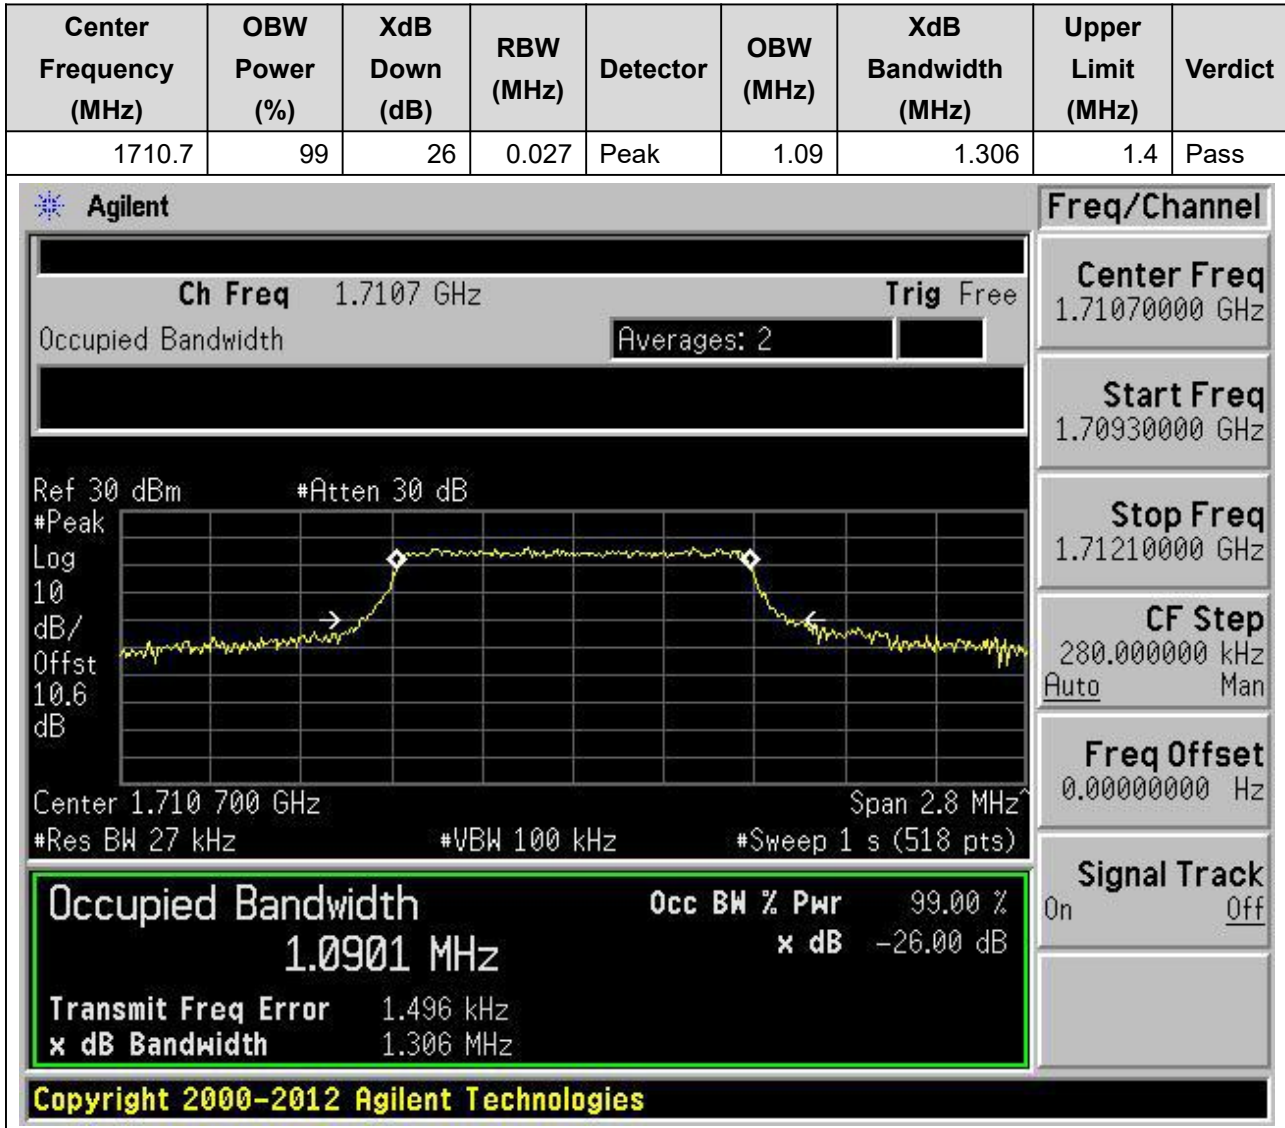 Center Frequency (MHz) OBW Power (%) XdB Down (dB) RBW (MHz) Detector OBW (MHz) XdB Bandwidth (MHz) Upper Limit (MHz) Verdict
1710.7 99 26 0.027 Peak 1.09 1.306 1.4 Pass
Agilent
Freq/Channel
Ch Freq 1.7107 GHz Trig Free
Occupied Bandwidth Averages: 2
Ref 30 dBm #Atten 30 dB
#Peak
Log
10
dB/
Offst
10.6
dB
Center 1.710 700 GHz Span 2.8 MHz^
#Res BW 27 kHz #VBW 100 kHz #Sweep 1 s (518 pts)
Occupied Bandwidth Occ BW % Pwr 99.00 %
1.0901 MHz x dB -26.00 dB
Transmit Freq Error 1.496 kHz
x dB Bandwidth 1.306 MHz
Center Freq
1.71070000 GHz
Start Freq
1.70930000 GHz
Stop Freq
1.71210000 GHz
CF Step
280.000000 kHz
Auto Man
Freq Offset
0.00000000 Hz
Signal Track
On Off
Copyright 2000-2012 Agilent Technologies